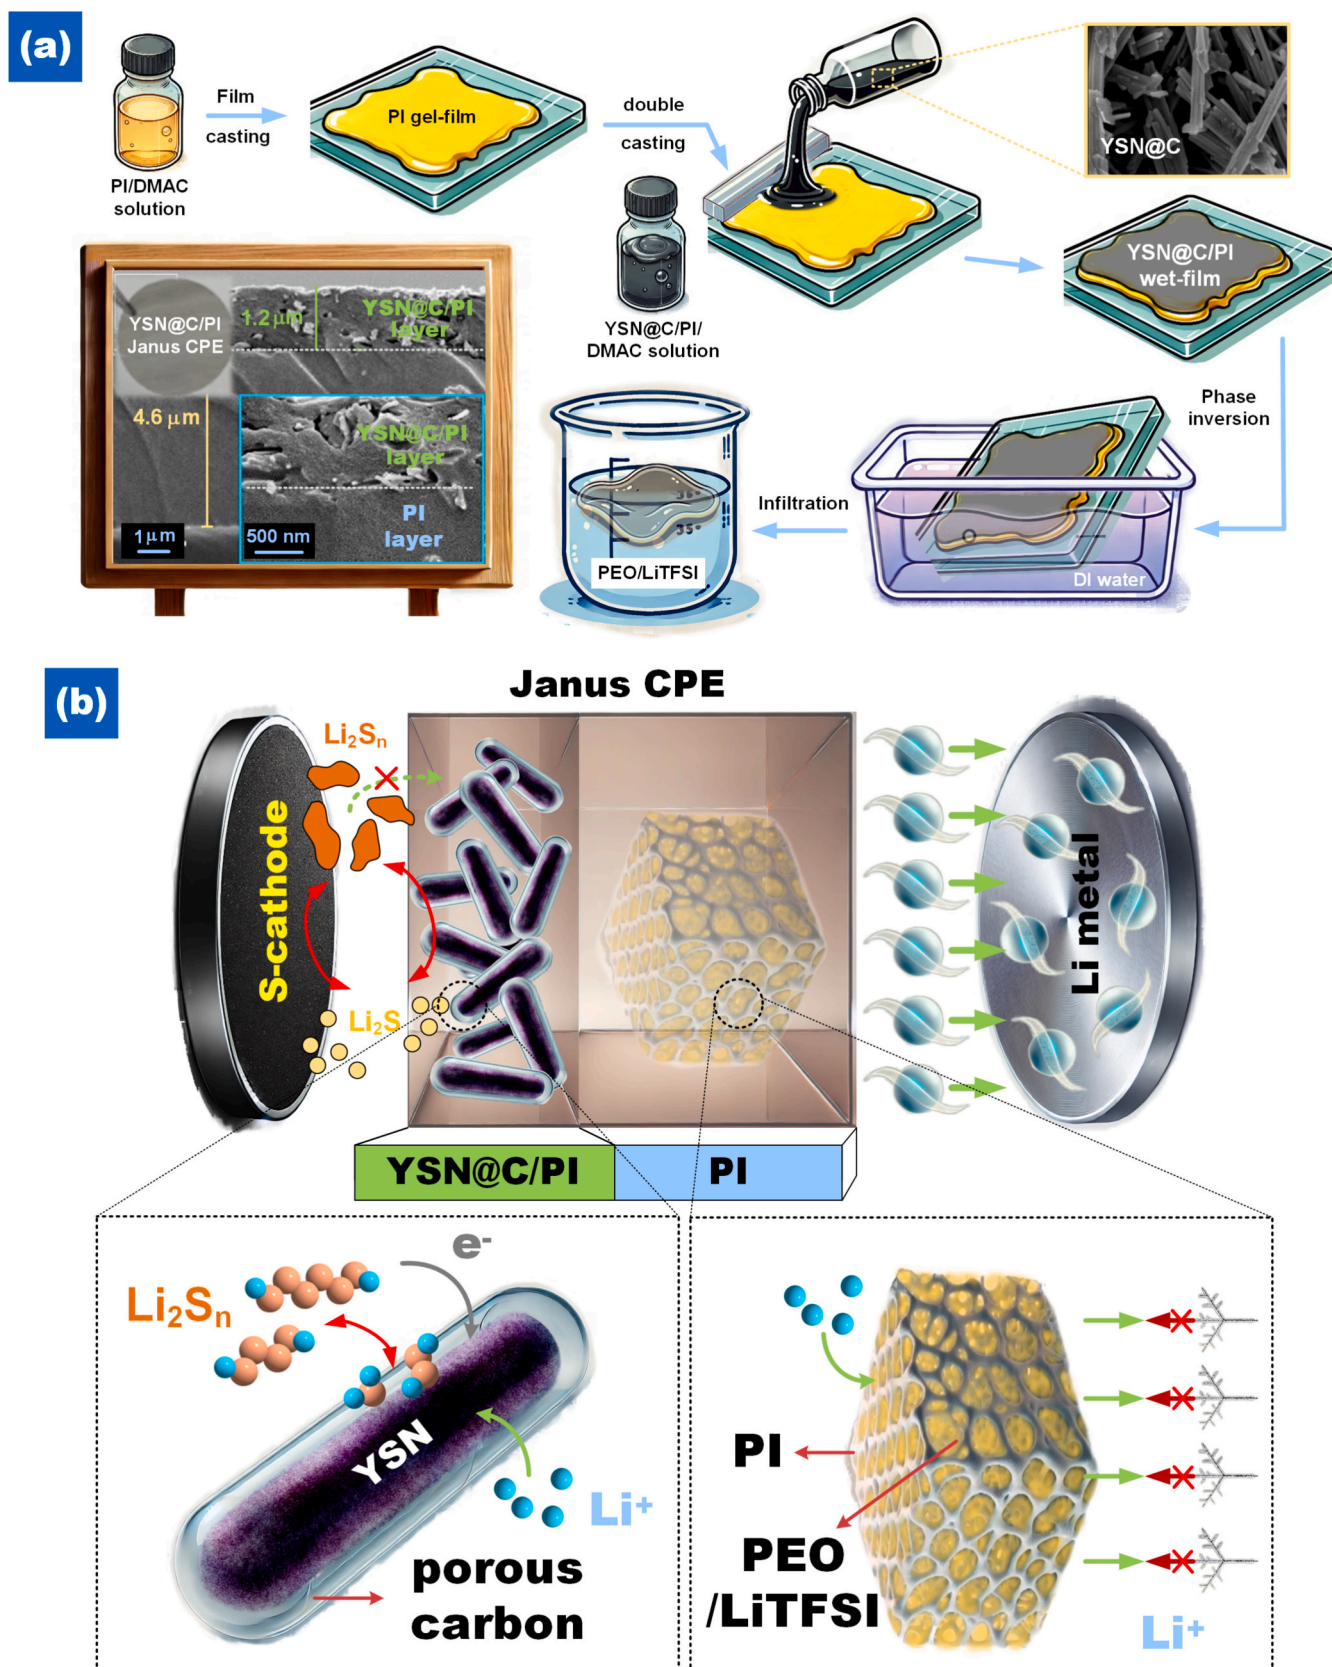 (a)
Film
casting
PI/DMAC
solution
PI gel-film
double
casting
YSN@C
YSN@C/PI/
DMAC solution
YSN@C/PI
wet-film
Phase
inversion
DI water
Infiltration
35°
35°
PEO/LiTFSI
YSN@C/PI
Janus CPE
1.2 μm
YSN@C/PI
layer
4.6 μm
YSN@C/PI
layer
PI
layer
1μm
500 nm
(b)
Janus CPE
Li₂Sₙ
S-cathode
Li₂S
Li metal
YSN@C/PI
PI
e⁻
Li₂Sₙ
YSN
Li⁺
porous
carbon
PI
PEO
/LiTFSI
Li⁺